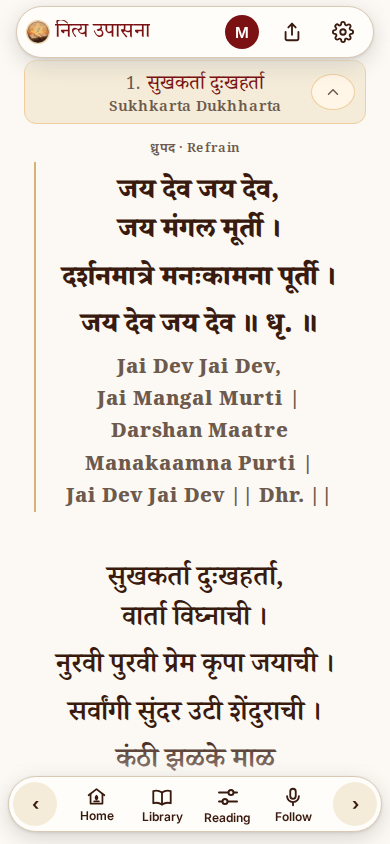 नित्य उपासना
M
1. सुखकर्ता दुःखहर्ता
Sukhkarta Dukhharta
ध्रुपद · Refrain
जय देव जय देव,
जय मंगल मूर्ती ।
दर्शनमात्रे मनःकामना पूर्ती ।
जय देव जय देव ॥ धृ. ॥
Jai Dev Jai Dev,
Jai Mangal Murti |
Darshan Maatre
Manakaamna Purti |
Jai Dev Jai Dev || Dhr. ||
सुखकर्ता दुःखहर्ता,
वार्ता विघ्नाची ।
नुरवी पुरवी प्रेम कृपा जयाची ।
सर्वांगी सुंदर उटी शेंदुराची ।
कंठी झळके माळ
Home
Library
Reading
Follow